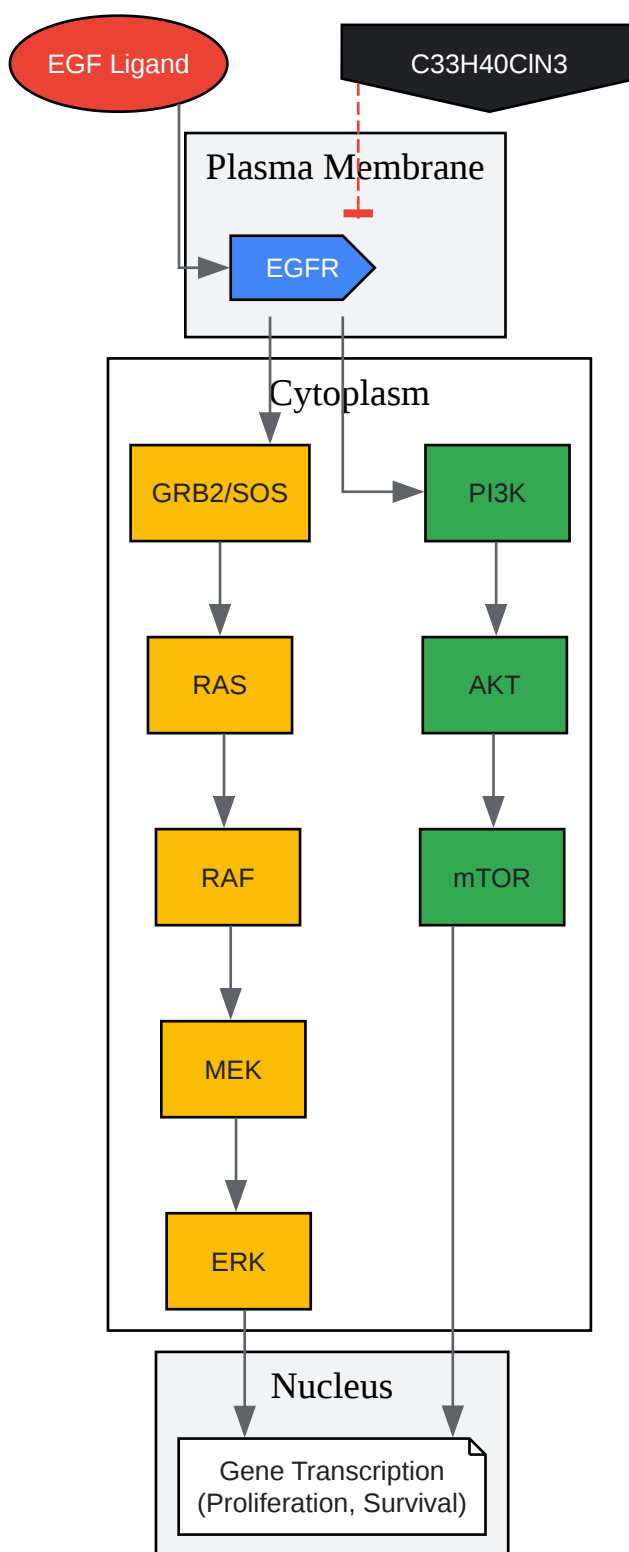 EGF Ligand
C33H40ClN3
Plasma Membrane
EGFR
Cytoplasm
GRB2/SOS
PI3K
RAS
AKT
RAF
mTOR
MEK
ERK
Nucleus
Gene Transcription
(Proliferation, Survival)